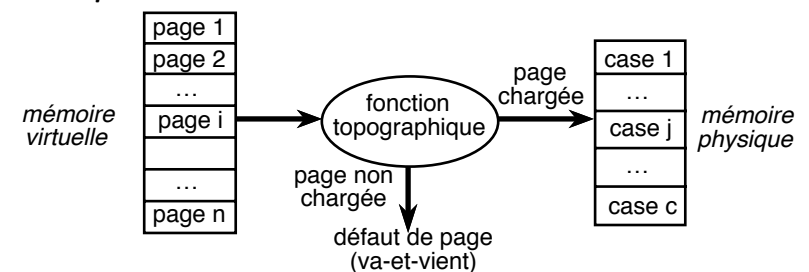 page 1
page 2
…
page i
…
page n
mémoire
virtuelle
fonction
topographique
page
chargée
page non
chargée
défaut de page
(va-et-vient)
case 1
…
case j
…
case c
mémoire
physique